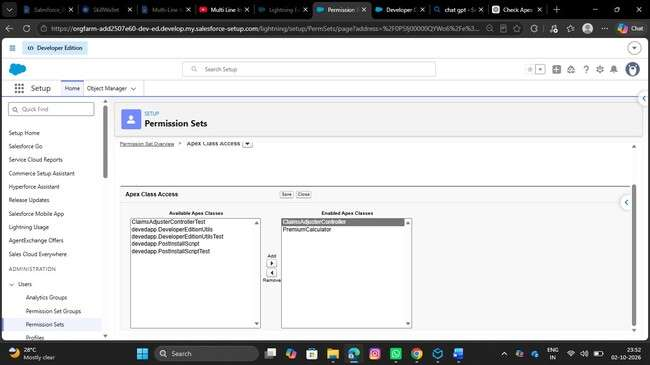 Salesforce_
SkillWallet
Multi-Line
Multi Line In
Lightning
Permission
Developer C
chat gpt - S
Check Apex
https://orgfarm-add2507e60-dev-ed.develop.my.salesforce-setup.com/lightning/setup/PermSets/page?address=
Chat
Developer Edition
Search Setup
Setup
Home
Object Manager
Quick Find
SETUP
Permission Sets
Setup Home
Permission Set Overview > Apex Class Access
Salesforce Go
Service Cloud Reports
Commerce Setup Assistant
Hyperforce Assistant
Release Updates
Salesforce Mobile App
Lightning Usage
AgentExchange Offers
Sales Cloud Everywhere
ADMINISTRATION
Users
Analytics Groups
Permission Set Groups
Permission Sets
Profiles
Apex Class Access
Save
Close
Available Apex Classes
ClaimsAdjusterControllerTest
devedapp.DeveloperEditionUtils
devedapp.DeveloperEditionUtilsTest
devedapp.PostInstallScript
devedapp.PostInstallScriptTest
Add
Remove
Enabled Apex Classes
ClaimsAdjusterController
PremiumCalculator
28°C
Mostly clear
Search
ENG
IN
23:52
02-10-2026